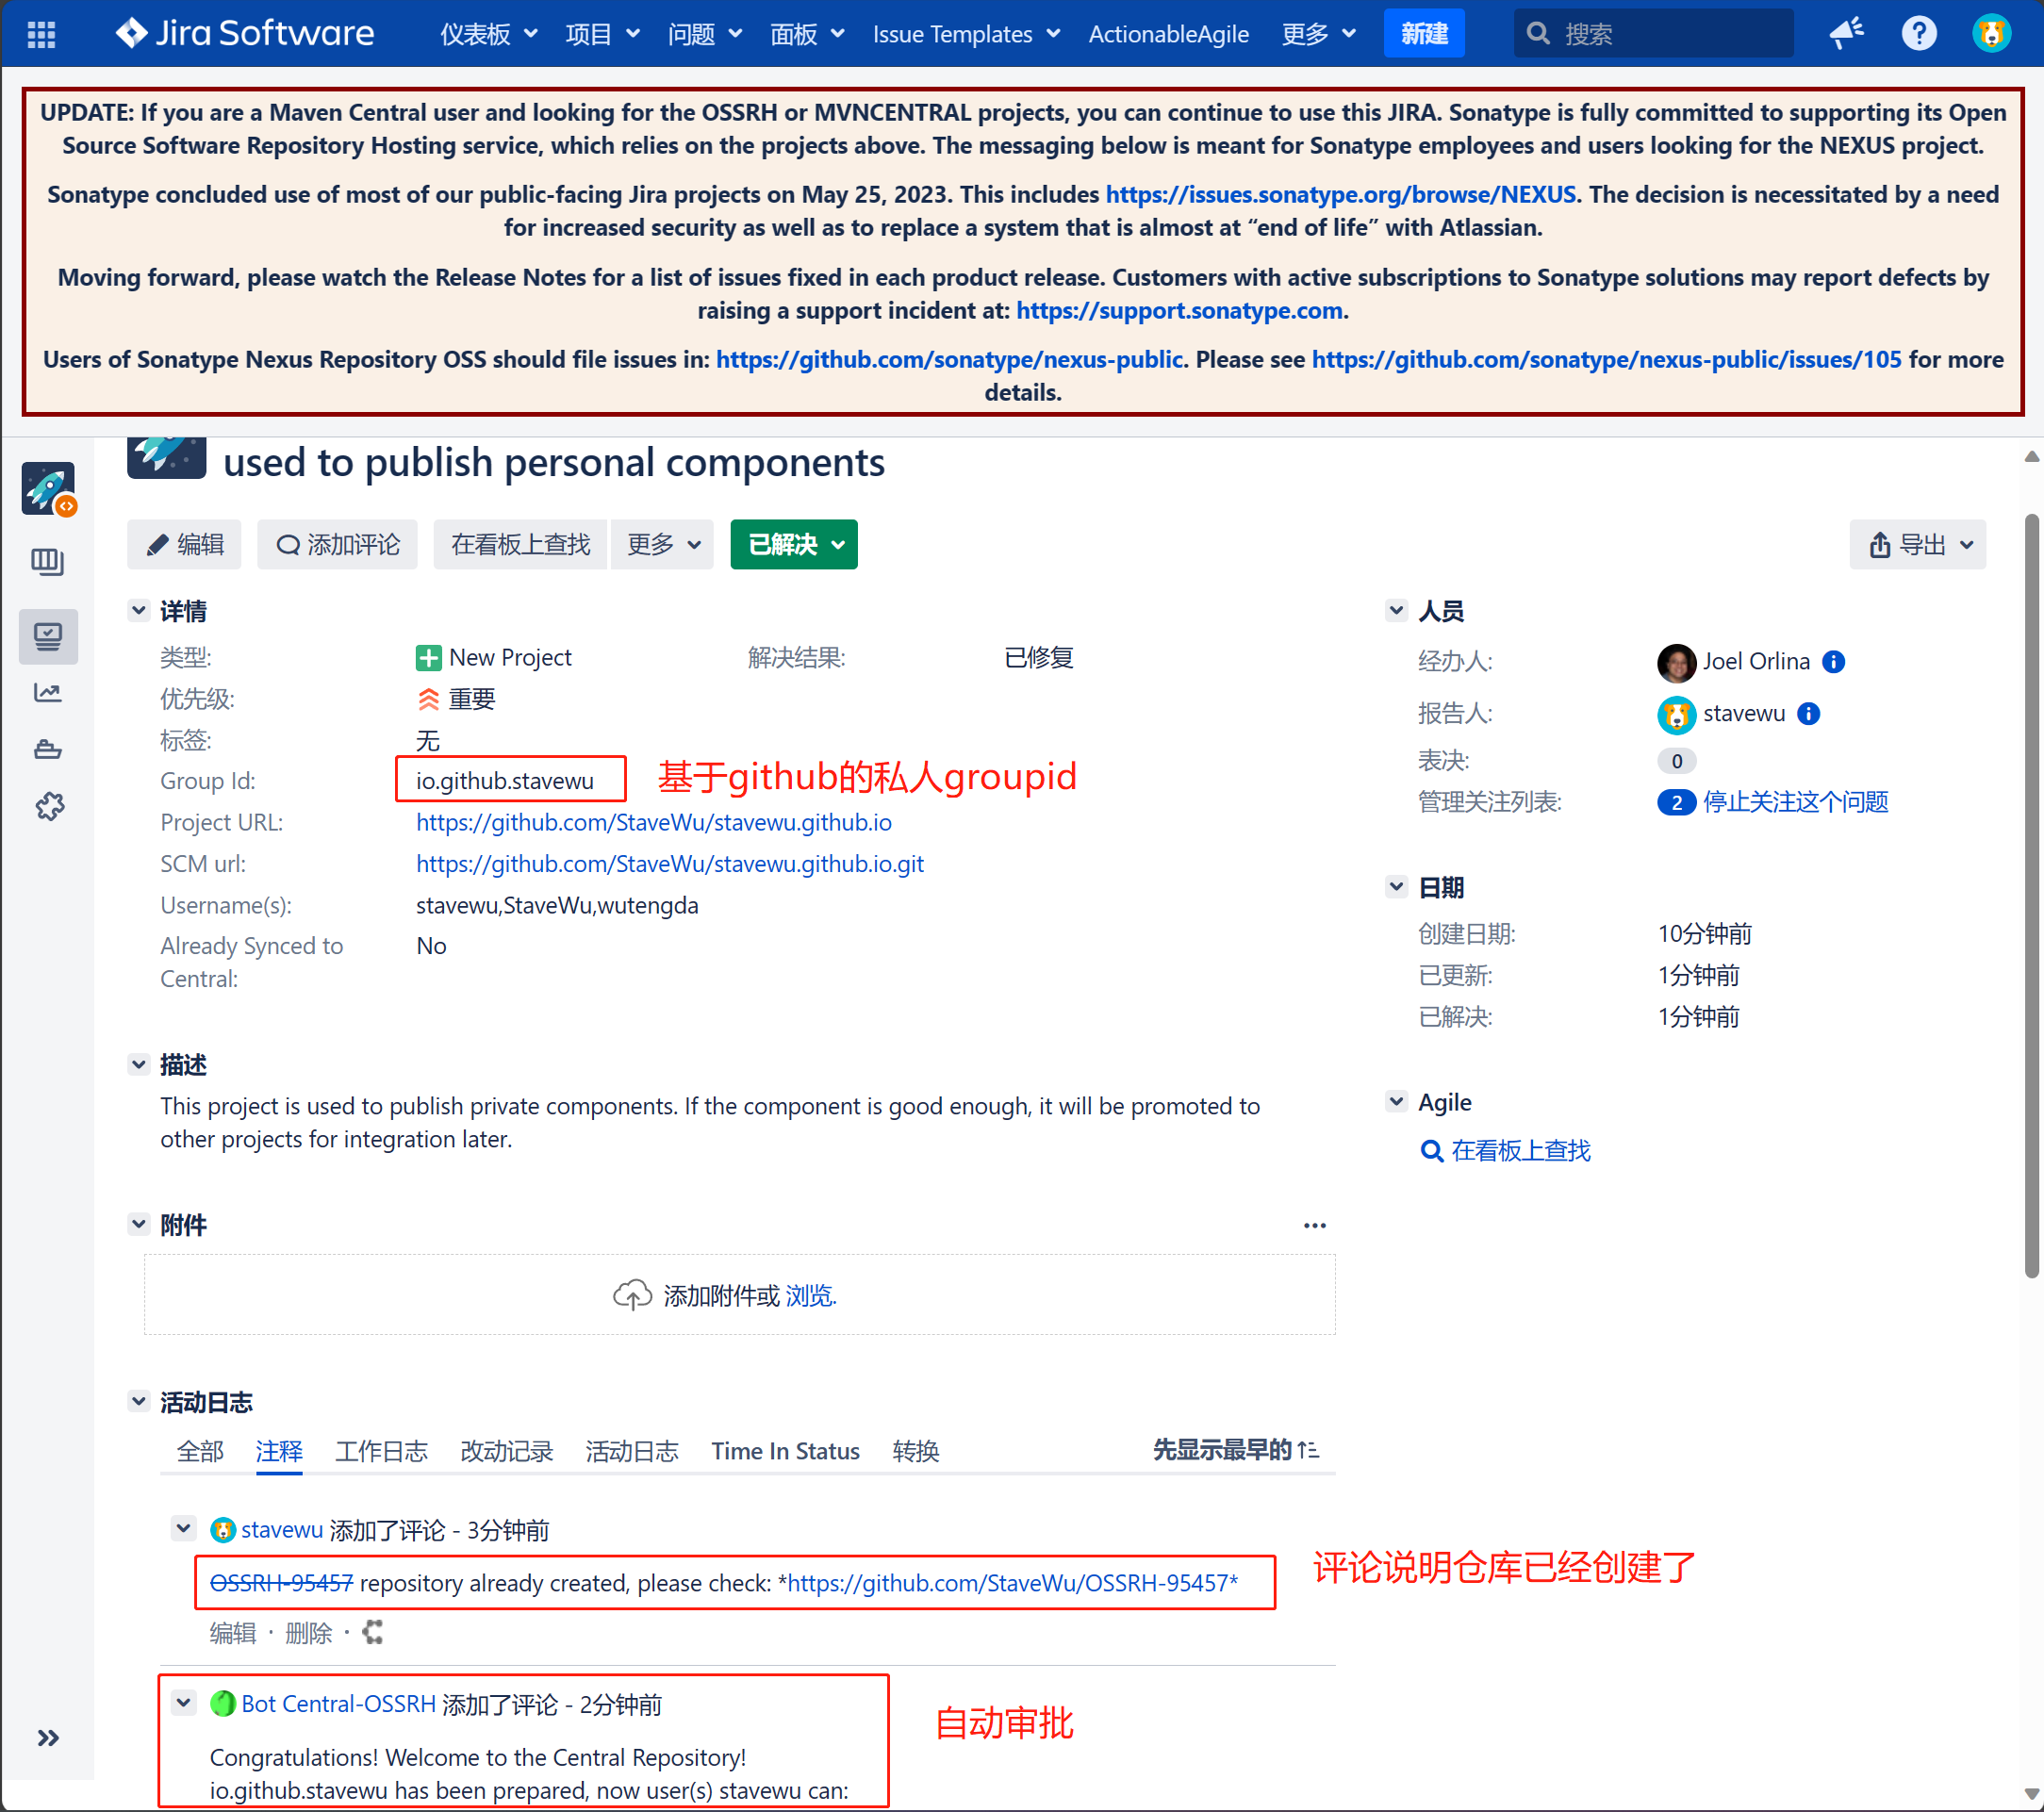 Jira Software 仪表板 项目 问题 面板 Issue Templates ActionableAgile 更多 新建 搜索
UPDATE: If you are a Maven Central user and looking for the OSSRH or MVNCENTRAL projects, you can continue to use this JIRA. Sonatype is fully committed to supporting its Open
Source Software Repository Hosting service, which relies on the projects above. The messaging below is meant for Sonatype employees and users looking for the NEXUS project.
Sonatype concluded use of most of our public-facing Jira projects on May 25, 2023. This includes https://issues.sonatype.org/browse/NEXUS. The decision is necessitated by a need
for increased security as well as to replace a system that is almost at “end of life” with Atlassian.
Moving forward, please watch the Release Notes for a list of issues fixed in each product release. Customers with active subscriptions to Sonatype solutions may report defects by
raising a support incident at: https://support.sonatype.com.
Users of Sonatype Nexus Repository OSS should file issues in: https://github.com/sonatype/nexus-public. Please see https://github.com/sonatype/nexus-public/issues/105 for more
details.
used to publish personal components
编辑 添加评论 在看板上查找 更多 已解决 导出
详情
类型: New Project 解决结果: 已修复
优先级: 重要
标签: 无
Group Id: io.github.stavewu 基于github的私人groupid
Project URL: https://github.com/StaveWu/stavewu.github.io
SCM url: https://github.com/StaveWu/stavewu.github.io.git
Username(s): stavewu,StaveWu,wutengda
Already Synced to No
Central:
人员
经办人: Joel Orlina
报告人: stavewu
表决: 0
管理关注列表: 2 停止关注这个问题
日期
创建日期: 10分钟前
已更新: 1分钟前
已解决: 1分钟前
描述
This project is used to publish private components. If the component is good enough, it will be promoted to
other projects for integration later.
Agile
在看板上查找
附件
添加附件或 浏览.
活动日志
全部 注释 工作日志 改动记录 活动日志 Time In Status 转换 先显示最早的
stavewu 添加了评论 - 3分钟前
OSSRH-95457 repository already created, please check: *https://github.com/StaveWu/OSSRH-95457* 评论说明仓库已经创建了
编辑 · 删除 ·
Bot Central-OSSRH 添加了评论 - 2分钟前
自动审批
Congratulations! Welcome to the Central Repository!
io.github.stavewu has been prepared, now user(s) stavewu can: